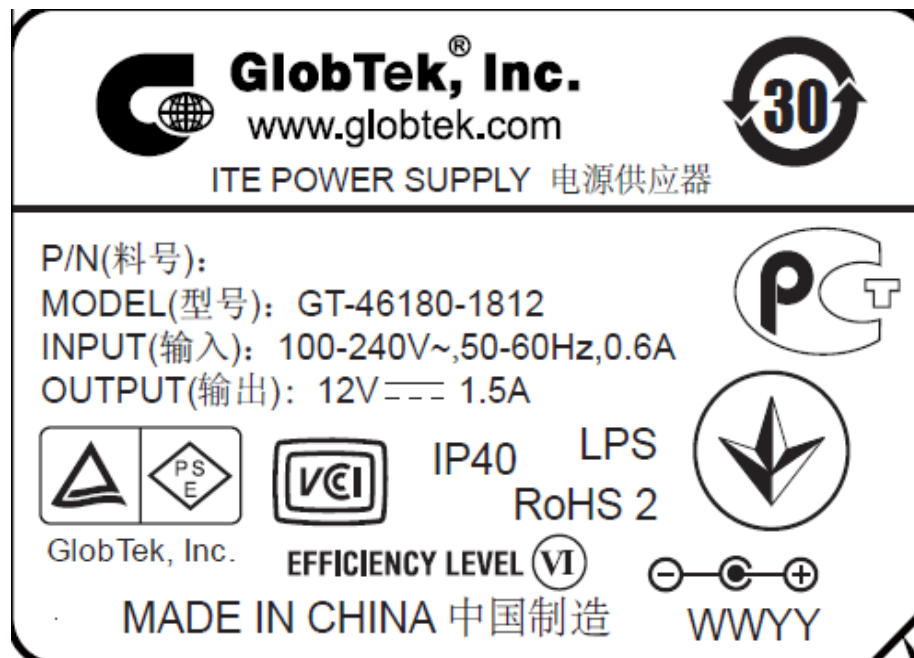 GlobTek,® Inc.
www.globtek.com
30
ITE POWER SUPPLY 电源供应器
P/N(料号):
MODEL(型号): GT-46180-1812
INPUT(输入): 100-240V~,50-60Hz,0.6A
OUTPUT(输出): 12V⎓ 1.5A
PCT
PS
E
VCI
IP40
LPS
RoHS 2
GlobTek, Inc.
EFFICIENCY LEVEL VI
MADE IN CHINA 中国制造
WWYY